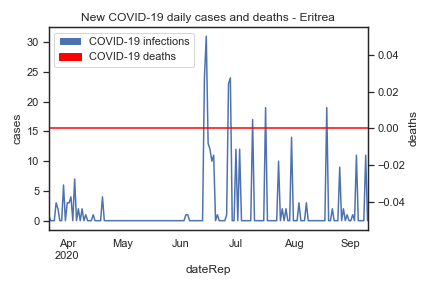 New COVID-19 daily cases and deaths - Eritrea
COVID-19 infections
COVID-19 deaths
30
25
20
15
10
5
0
cases
0.04
0.02
0.00
−0.02
−0.04
deaths
Apr
2020
May
Jun
Jul
Aug
Sep
dateRep